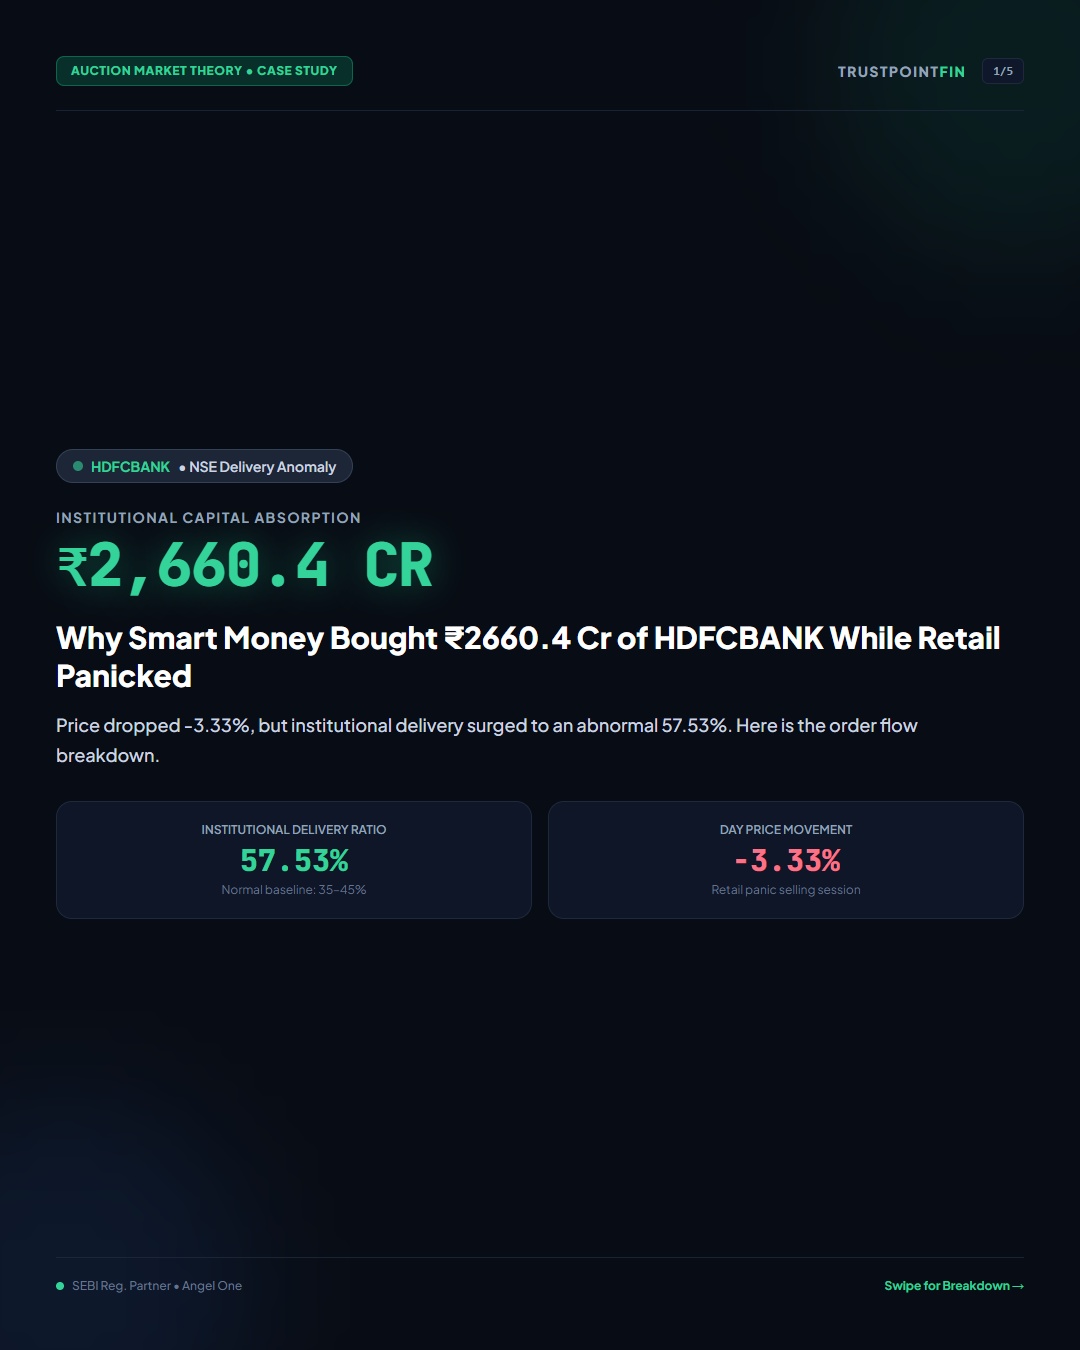 AUCTION MARKET THEORY • CASE STUDY
TRUSTPOINTFIN
1/5
HDFCBANK • NSE Delivery Anomaly
INSTITUTIONAL CAPITAL ABSORPTION
₹2,660.4 CR
Why Smart Money Bought ₹2660.4 Cr of HDFCBANK While Retail
Panicked
Price dropped -3.33%, but institutional delivery surged to an abnormal 57.53%. Here is the order flow
breakdown.
INSTITUTIONAL DELIVERY RATIO
57.53%
Normal baseline: 35–45%
DAY PRICE MOVEMENT
-3.33%
Retail panic selling session
SEBI Reg. Partner • Angel One
Swipe for Breakdown →